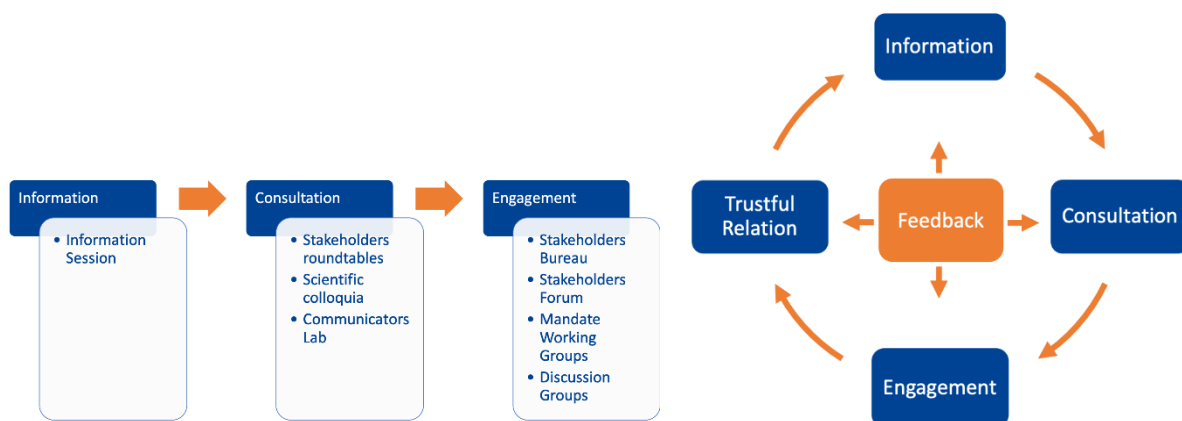 Information
• Information
Session
Consultation
• Stakeholders
roundtables
• Scientific
colloquia
• Communicators
Lab
Engagement
• Stakeholders
Bureau
• Stakeholders
Forum
• Mandate
Working
Groups
• Discussion
Groups
Information
Trustful
Relation
Feedback
Consultation
Engagement